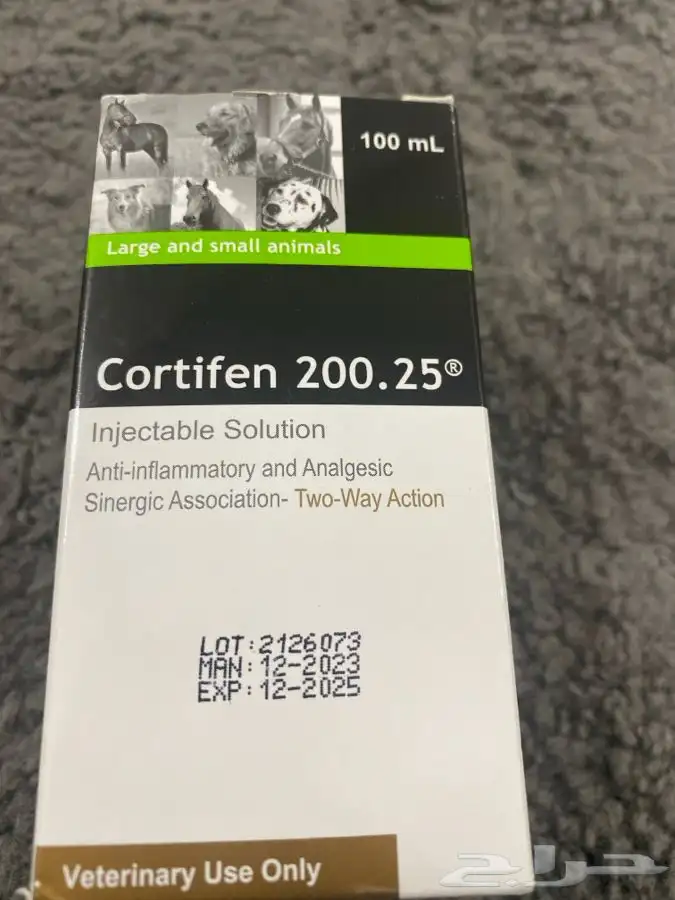 100 mL
Large and small animals
Cortifen 200.25®
Injectable Solution
Anti-inflammatory and Analgesic
Sinergic Association- Two-Way Action
LOT:2126073
MAN:12-2023
EXP:12-2025
Veterinary Use Only
حراج